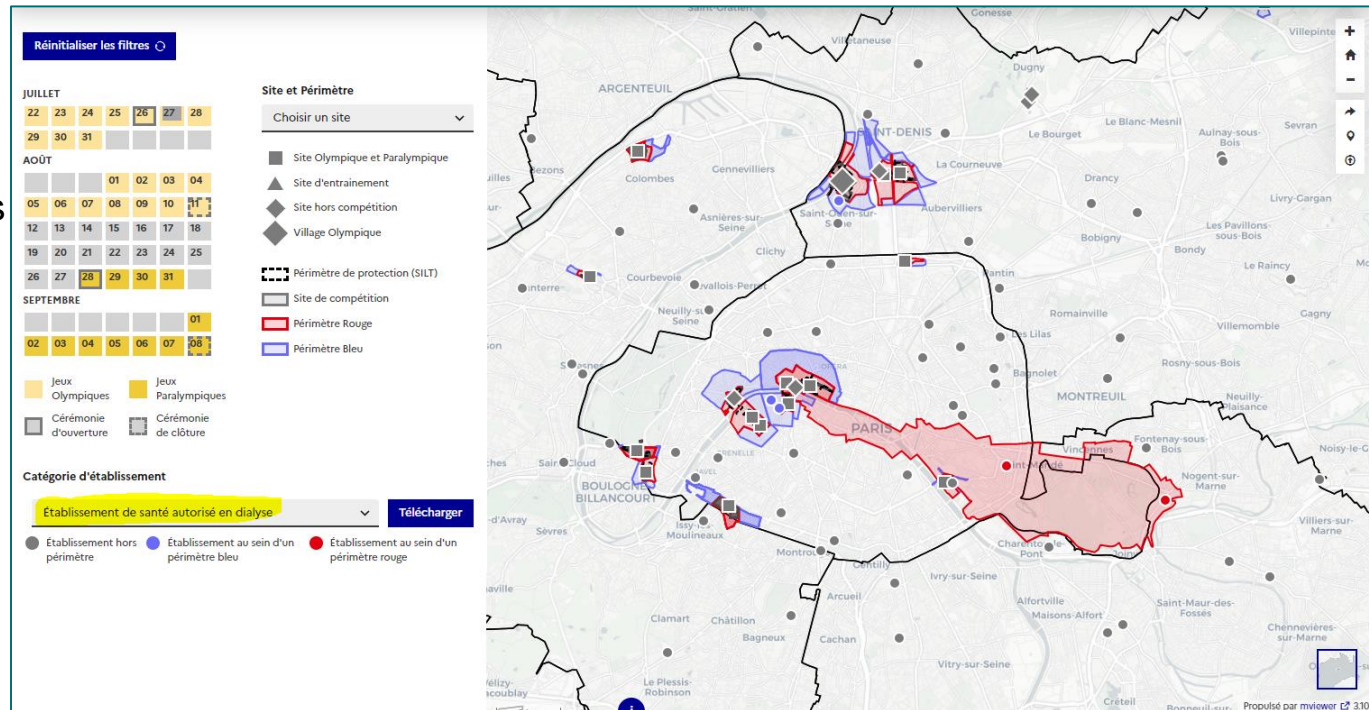 Réinitialiser les filtres
JUILLET
22 23 24 25 26 27 28
29 30 31
AOÛT
01 02 03 04
05 06 07 08 09 10 11
12 13 14 15 16 17 18
19 20 21 22 23 24 25
26 27 28 29 30 31
SEPTEMBRE
01
02 03 04 05 06 07 08
Jeux Olympiques
Jeux Paralympiques
Cérémonie d'ouverture
Cérémonie de clôture
Site et Périmètre
Choisir un site
Site Olympique et Paralympique
Site d'entrainement
Site hors compétition
Village Olympique
Périmètre de protection (SILT)
Site de compétition
Périmètre Rouge
Périmètre Bleu
Catégorie d'établissement
Établissement de santé autorisé en dialyse
Télécharger
Établissement hors périmètre
Établissement au sein d'un périmètre bleu
Établissement au sein d'un périmètre rouge
Gonesse
Villetaneuse
Villepinte
Dugny
ARGENTEUIL
SAINT-DENIS
Le Bourget
Le Blanc-Mesnil
Aulnay-sous-Bois
Sevran
La Courneuve
Colombes
Gennevilliers
Drancy
Livry-Gargan
Asnières-sur-Seine
Aubervilliers
Bobigny
Les Pavillons-sous-Bois
Clichy
Bondy
Courbevoie
Pantin
Le Raincy
Neuilly-sur-Seine
Romainville
Gagny
Villemomble
Les Lilas
Rosny-sous-Bois
Bagnolet
MONTREUIL
Neuilly-Plaisance
PARIS
Vincennes
Fontenay-sous-Bois
Noisy-le-G
GRENELLE
BOULOGNE BILLANCOURT
Nogent-sur-Marne
-d'Avray
Sèvres
Issy-les-Moulineaux
Villiers-sur-Marne
Montrou
Charenton-le-Pont
Gentilly
Ivry-sur-Seine
Arcueil
Alfortville
Maisons-Alfort
Saint-Maur-des-Fossés
Clamart
Châtillon
Bagneux
Cachan
Chennevières-sur-Marne
Vitry-sur-Seine
Le Plessis-Robinson
Vélizy-
acoublay
Créteil
Bonneuil-sur-
Propulsé par mviewer 3.10